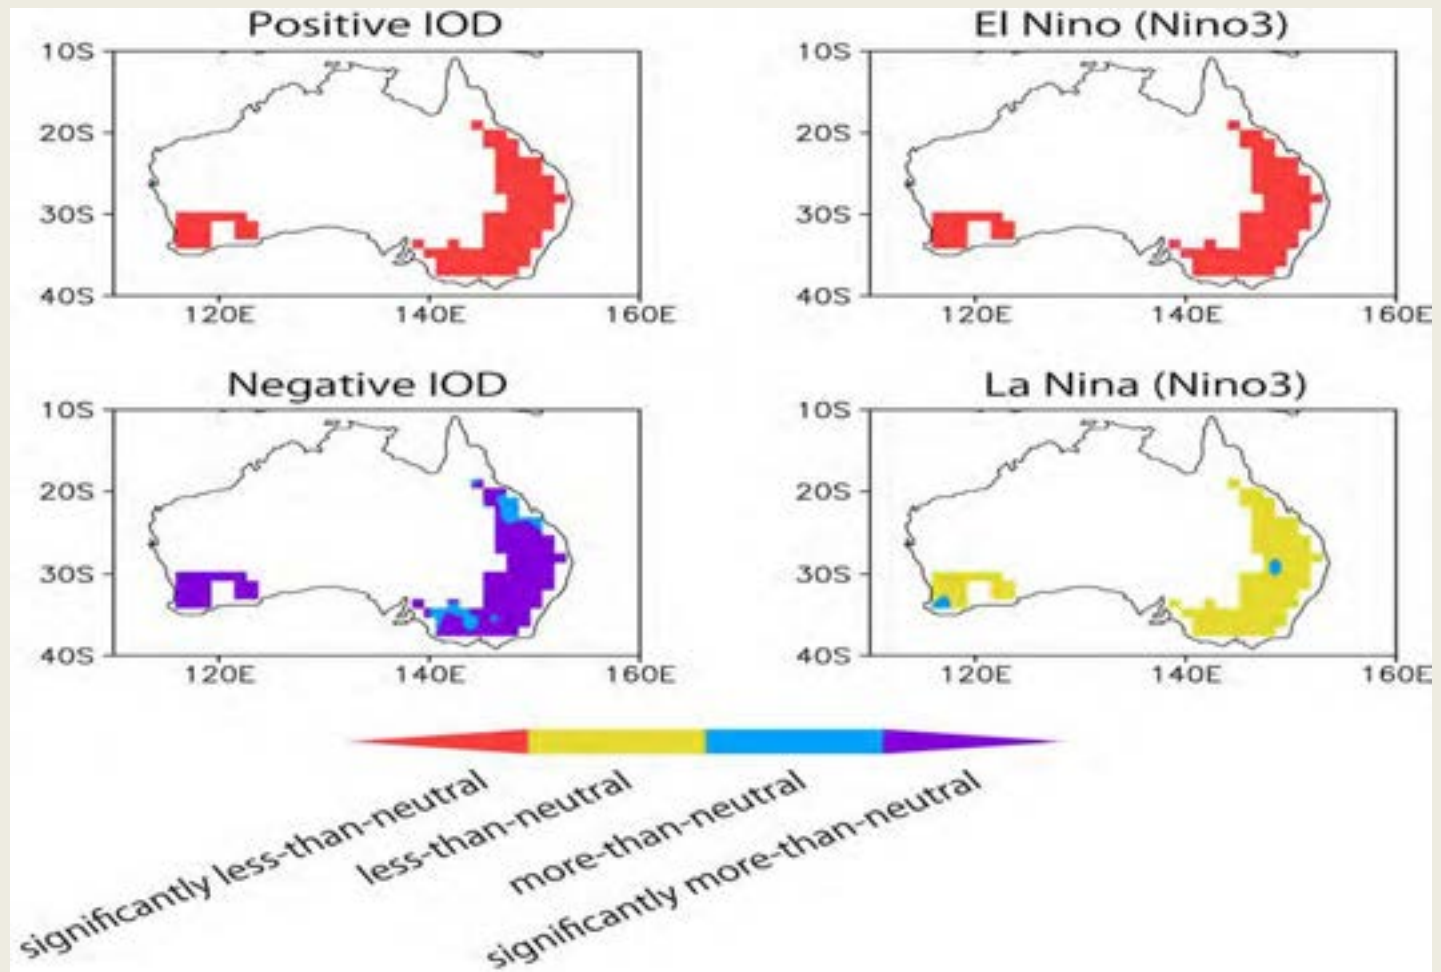 Positive IOD
10S
20S
30S
40S
120E
140E
160E
El Nino (Nino3)
10S
20S
30S
40S
120E
140E
160E
Negative IOD
10S
20S
30S
40S
120E
140E
160E
La Nina (Nino3)
10S
20S
30S
40S
120E
140E
160E
significantly less-than-neutral
less-than-neutral
more-than-neutral
significantly more-than-neutral